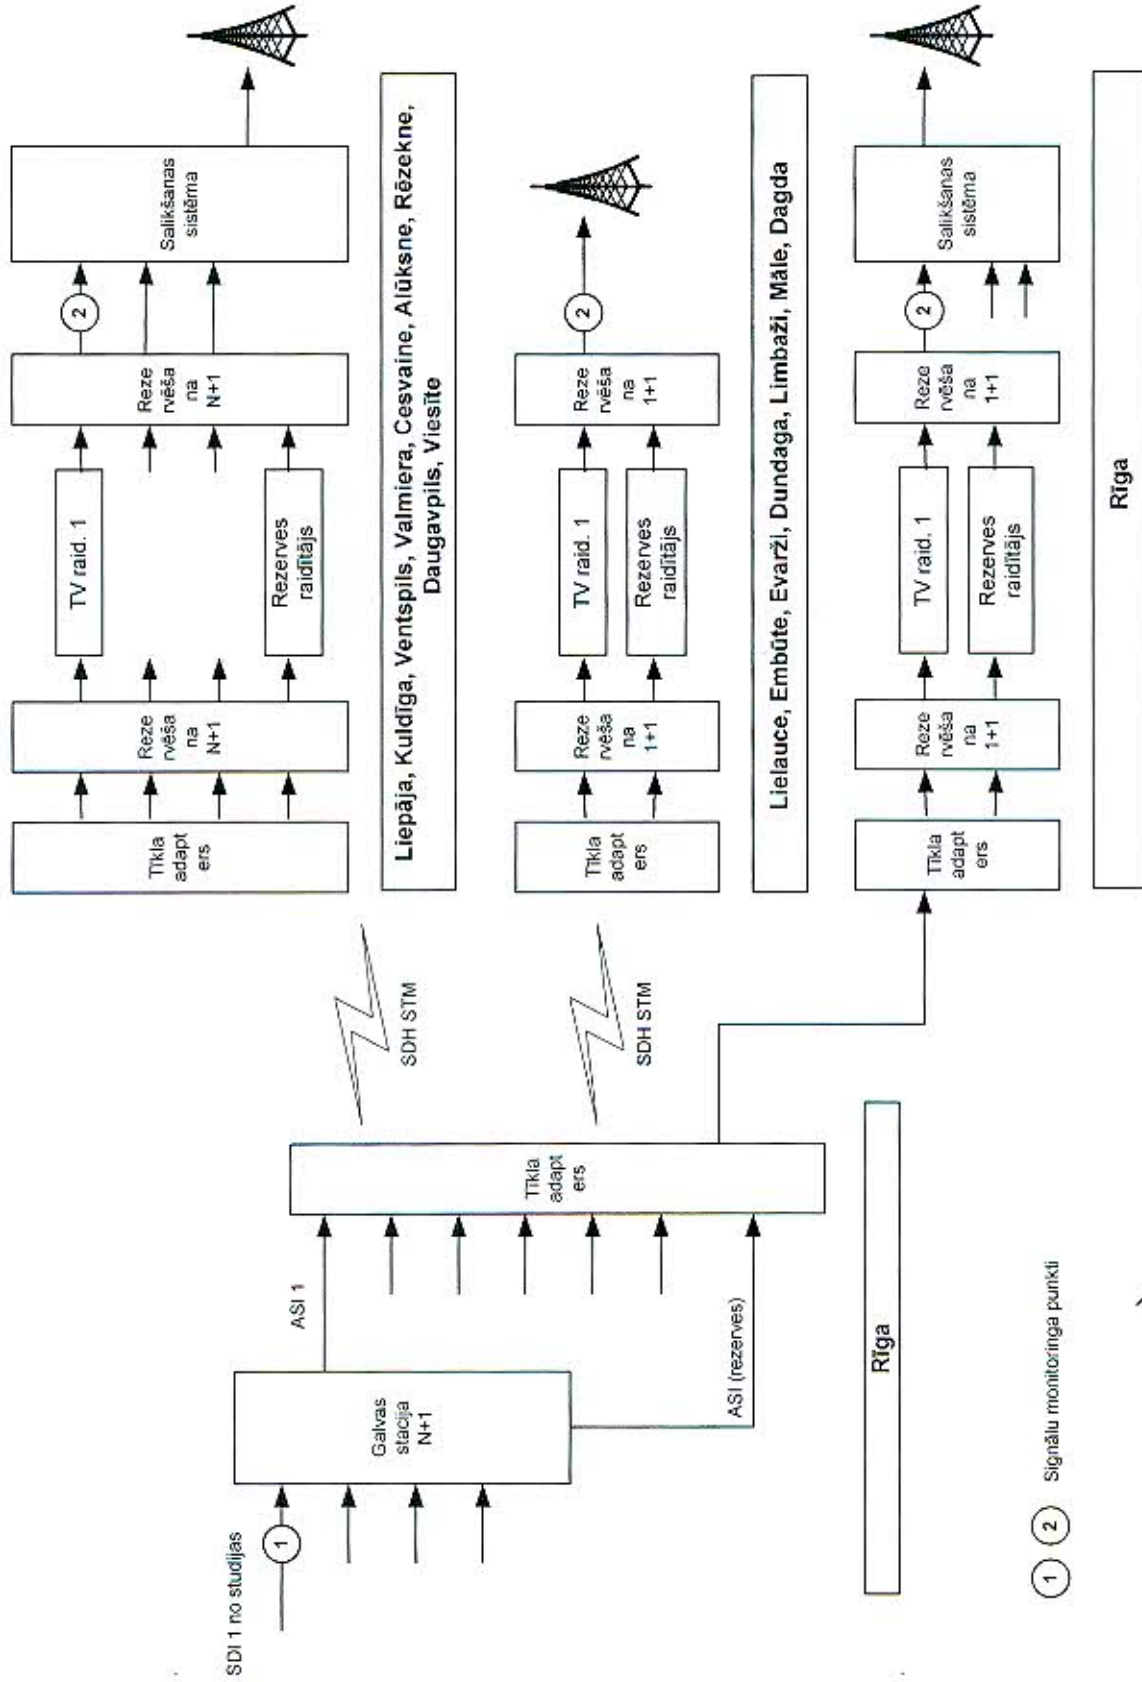 SDI 1 no studijas
1
Galvas
stacija
N+1
ASI 1
ASI (rezerves)
Tīkla
adapt
ers
Rīga
1 2 Signālu monitoringa punkti
SDH STM
SDH STM
Tīkla
adapt
ers
Reze
rvēša
na
N+1
TV raid. 1
Rezerves
raidītājs
Reze
rvēša
na
N+1
2
Salikšanas
sistēma
Liepāja, Kuldīga, Ventspils, Valmiera, Cesvaine, Alūksne, Rēzekne,
Daugavpils, Viesīte
Tīkla
adapt
ers
Reze
rvēša
na
1+1
TV raid. 1
Rezerves
raidītājs
Reze
rvēša
na
1+1
2
Lielauce, Embūte, Evarži, Dundaga, Limbaži, Māle, Dagda
Tīkla
adapt
ers
Reze
rvēša
na
1+1
TV raid. 1
Rezerves
raidītājs
Reze
rvēša
na
1+1
2
Salikšanas
sistēma
Rīga